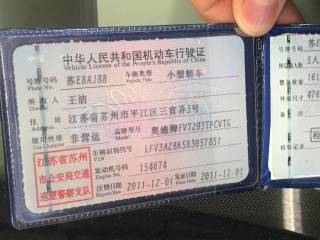 中华人民共和国机动车行驶证
Vehicle License of the People's Republic of China
号牌号码 苏E8AJ88 车辆类型 小型轿车
Plate No. Vehicle Type
所有人 王滔
Owner
住址 江苏省苏州市平江区三官弄3号
Address
使用性质 非营运 品牌型号 奥迪牌FV7203TFCVTG
Use Character Model
江苏省苏州市公安局交通巡逻警察支队
车辆识别代号
VIN
发动机号码 154674
Engine No.
注册日期 2011-12-01 发证日期 2011-12-01
Register Date Issue Date
5人
476